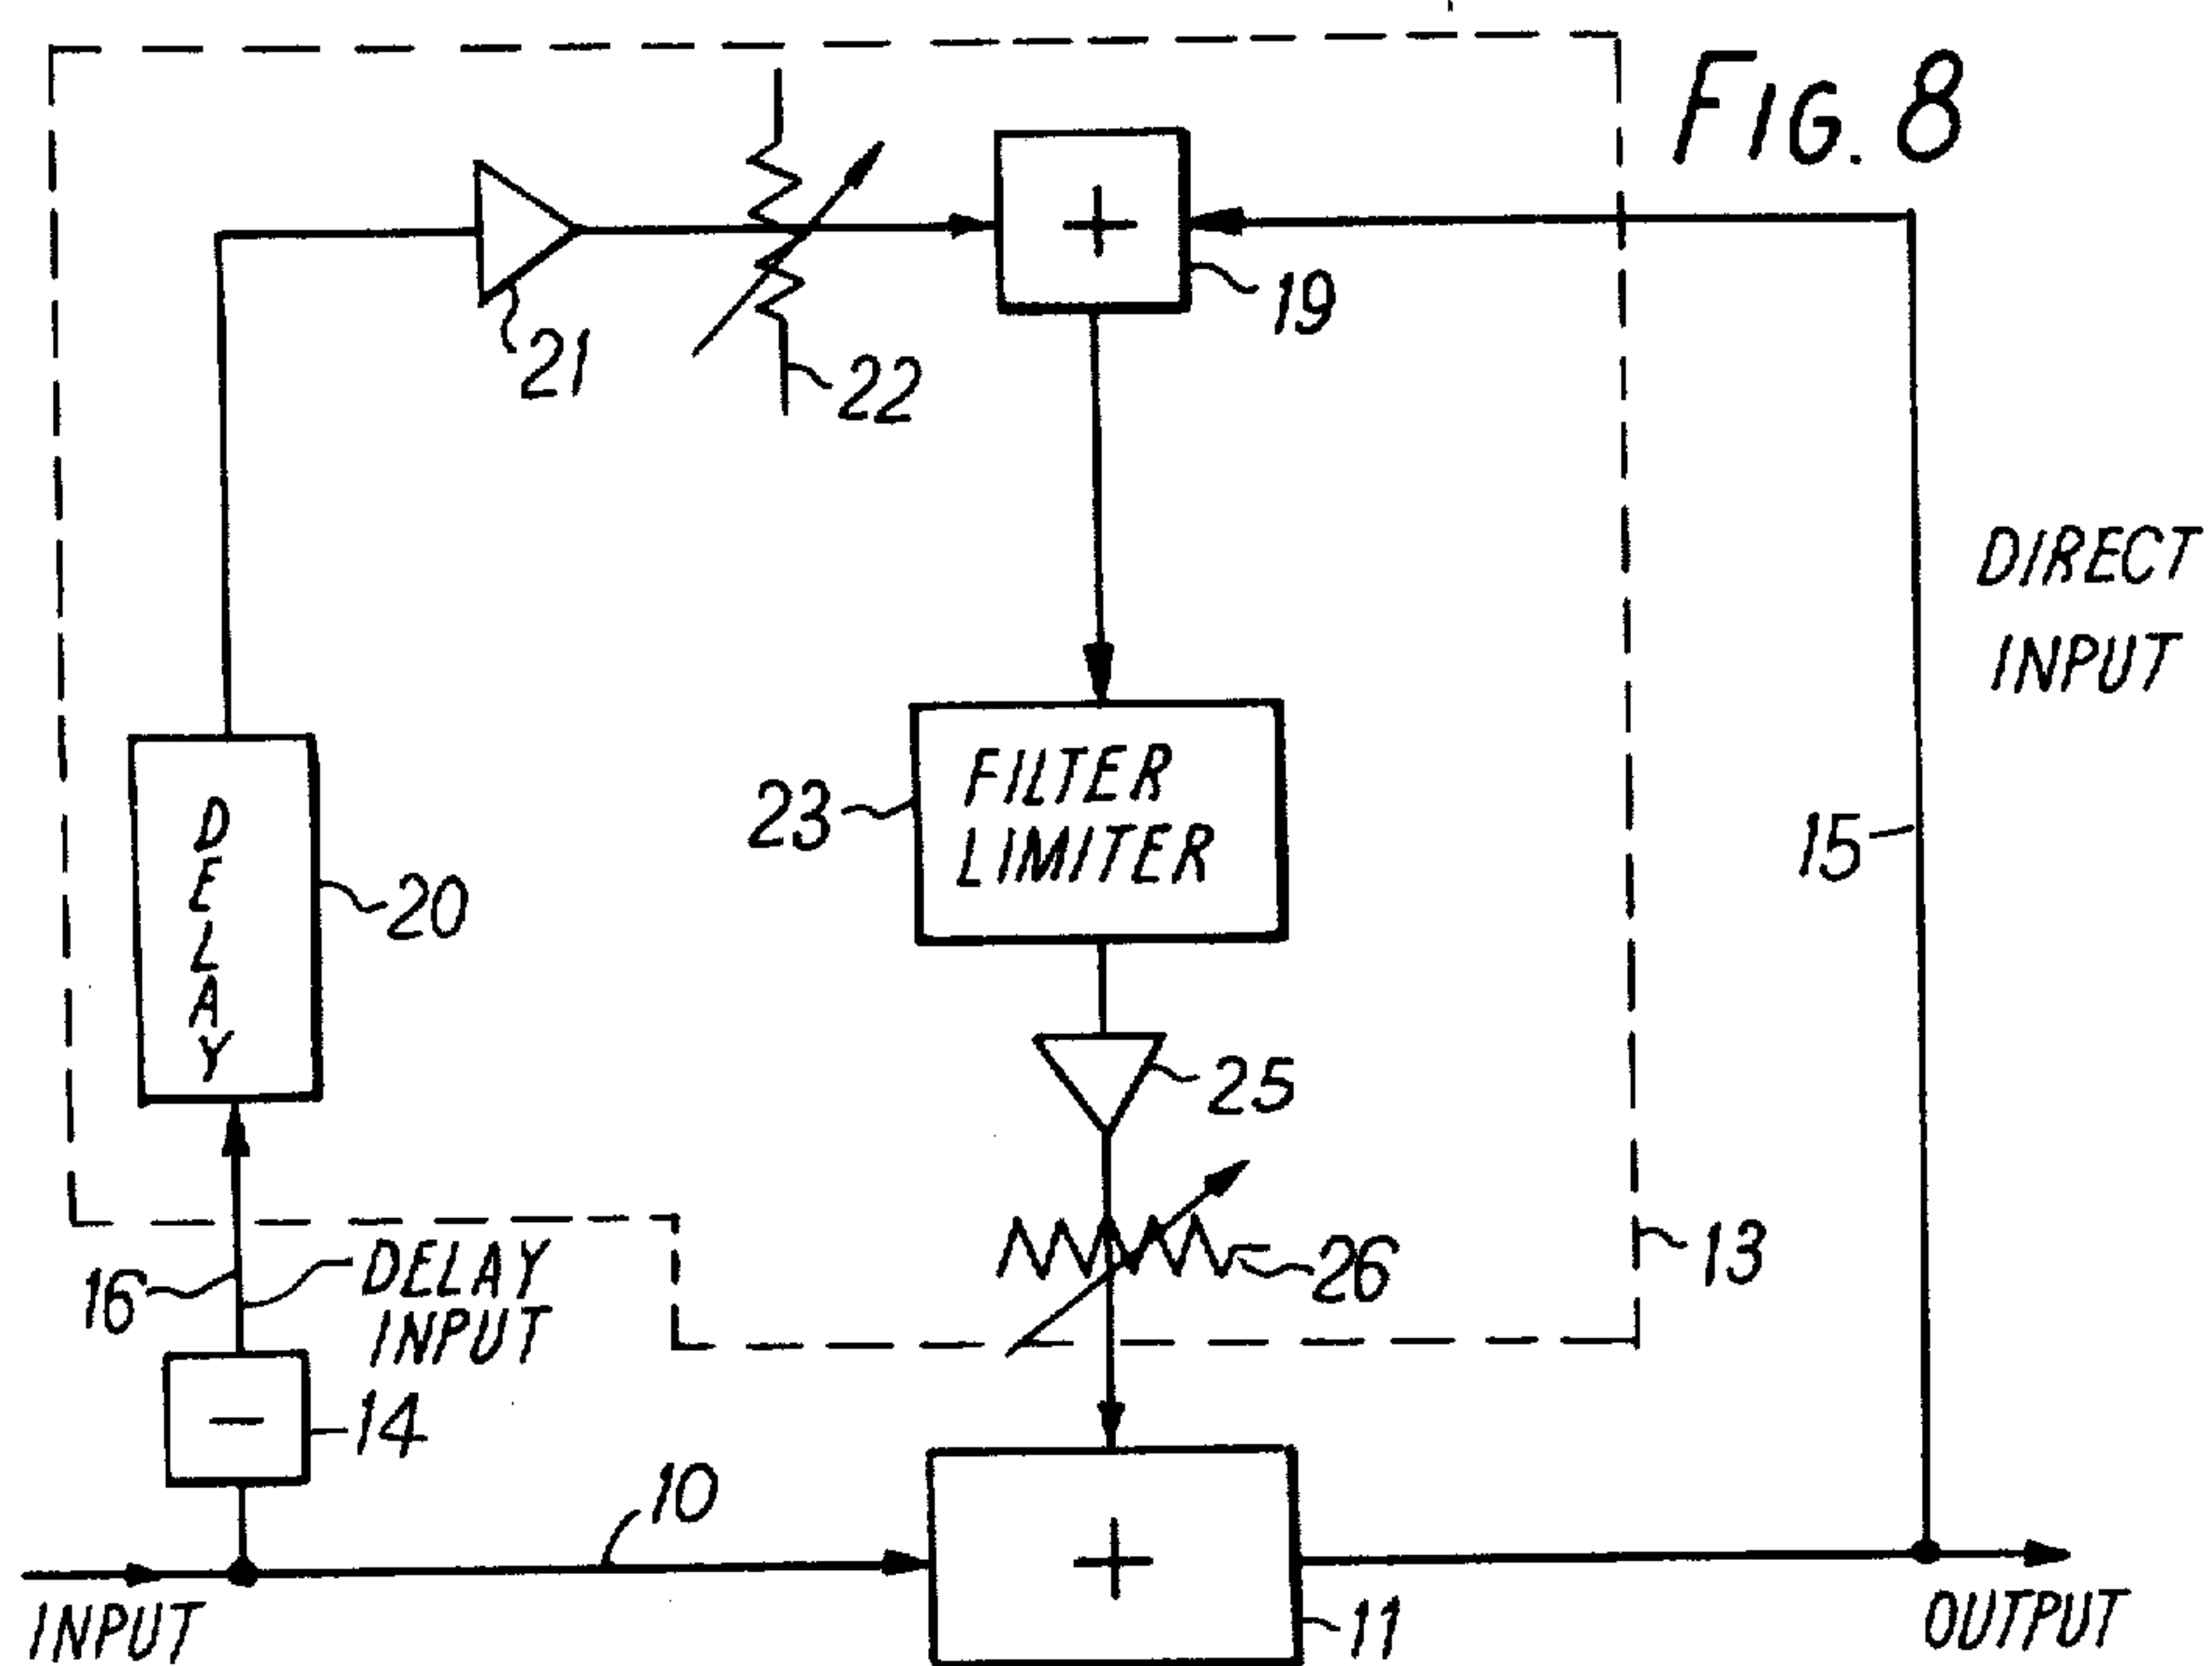 FIG. 8
+
19
21
22
DIRECT
INPUT
FILTER
LIMITER
23
15
DELAY
20
25
26
13
16
DELAY
INPUT
-
14
10
+
11
INPUT
OUTPUT